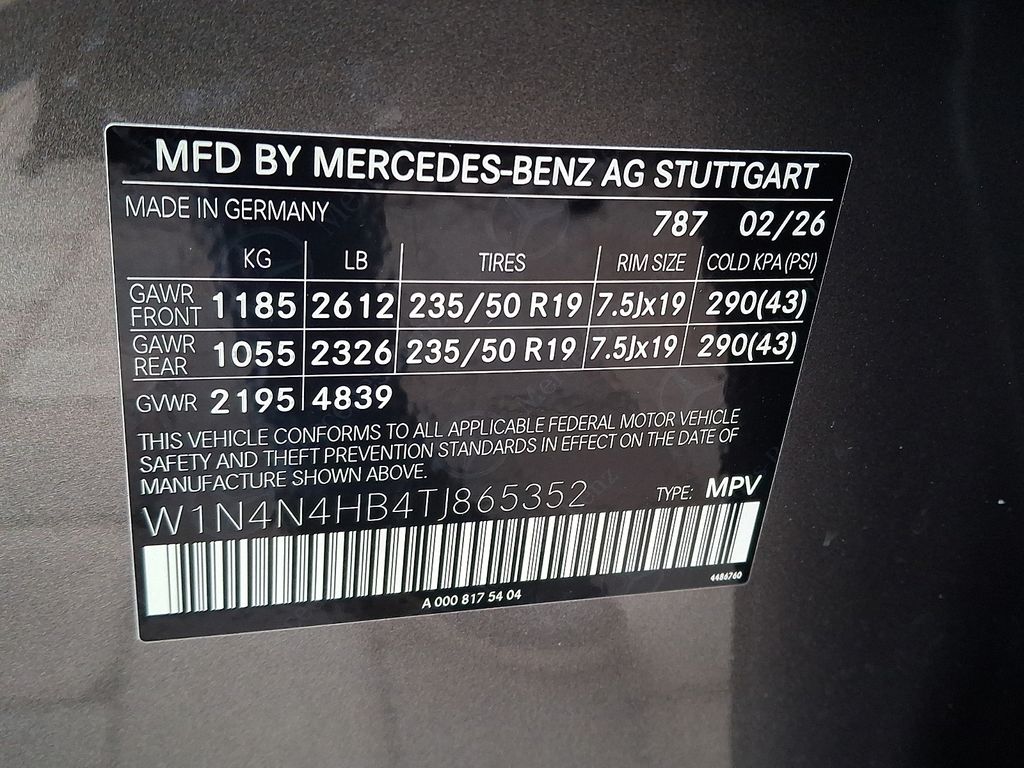 MFD BY MERCEDES-BENZ AG STUTTGART
MADE IN GERMANY
787 02/26
KG LB TIRES RIM SIZE COLD KPA (PSI)
GAWR FRONT 1185 2612 235/50 R19 7.5Jx19 290(43)
GAWR REAR 1055 2326 235/50 R19 7.5Jx19 290(43)
GVWR 2195 4839
THIS VEHICLE CONFORMS TO ALL APPLICABLE FEDERAL MOTOR VEHICLE
SAFETY AND THEFT PREVENTION STANDARDS IN EFFECT ON THE DATE OF
MANUFACTURE SHOWN ABOVE.
W1N4N4HB4TJ865352 TYPE: MPV
4486760
A 000 817 54 04